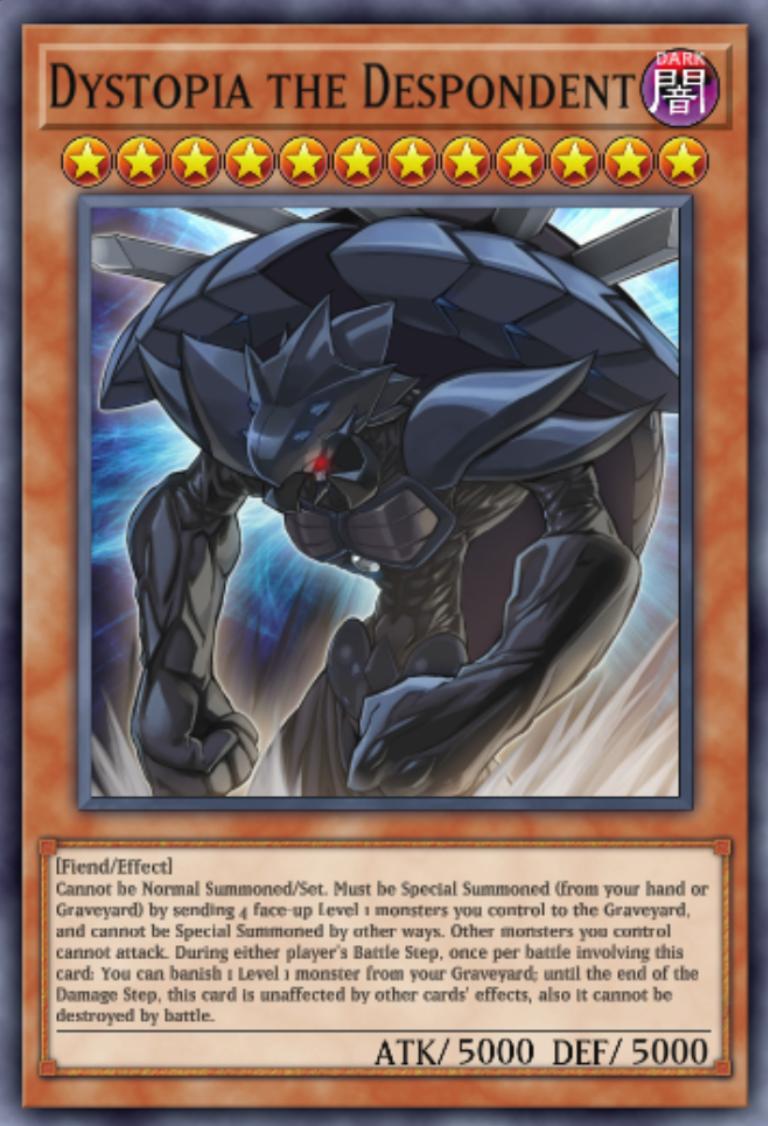 DYSTOPIA THE DESPONDENT
DARK
闇
[Fiend/Effect]
Cannot be Normal Summoned/Set. Must be Special Summoned (from your hand or
Graveyard) by sending 4 face-up Level 1 monsters you control to the Graveyard,
and cannot be Special Summoned by other ways. Other monsters you control
cannot attack. During either player's Battle Step, once per battle involving this
card: You can banish 1 Level 1 monster from your Graveyard; until the end of the
Damage Step, this card is unaffected by other cards' effects, also it cannot be
destroyed by battle.
ATK/ 5000 DEF/ 5000